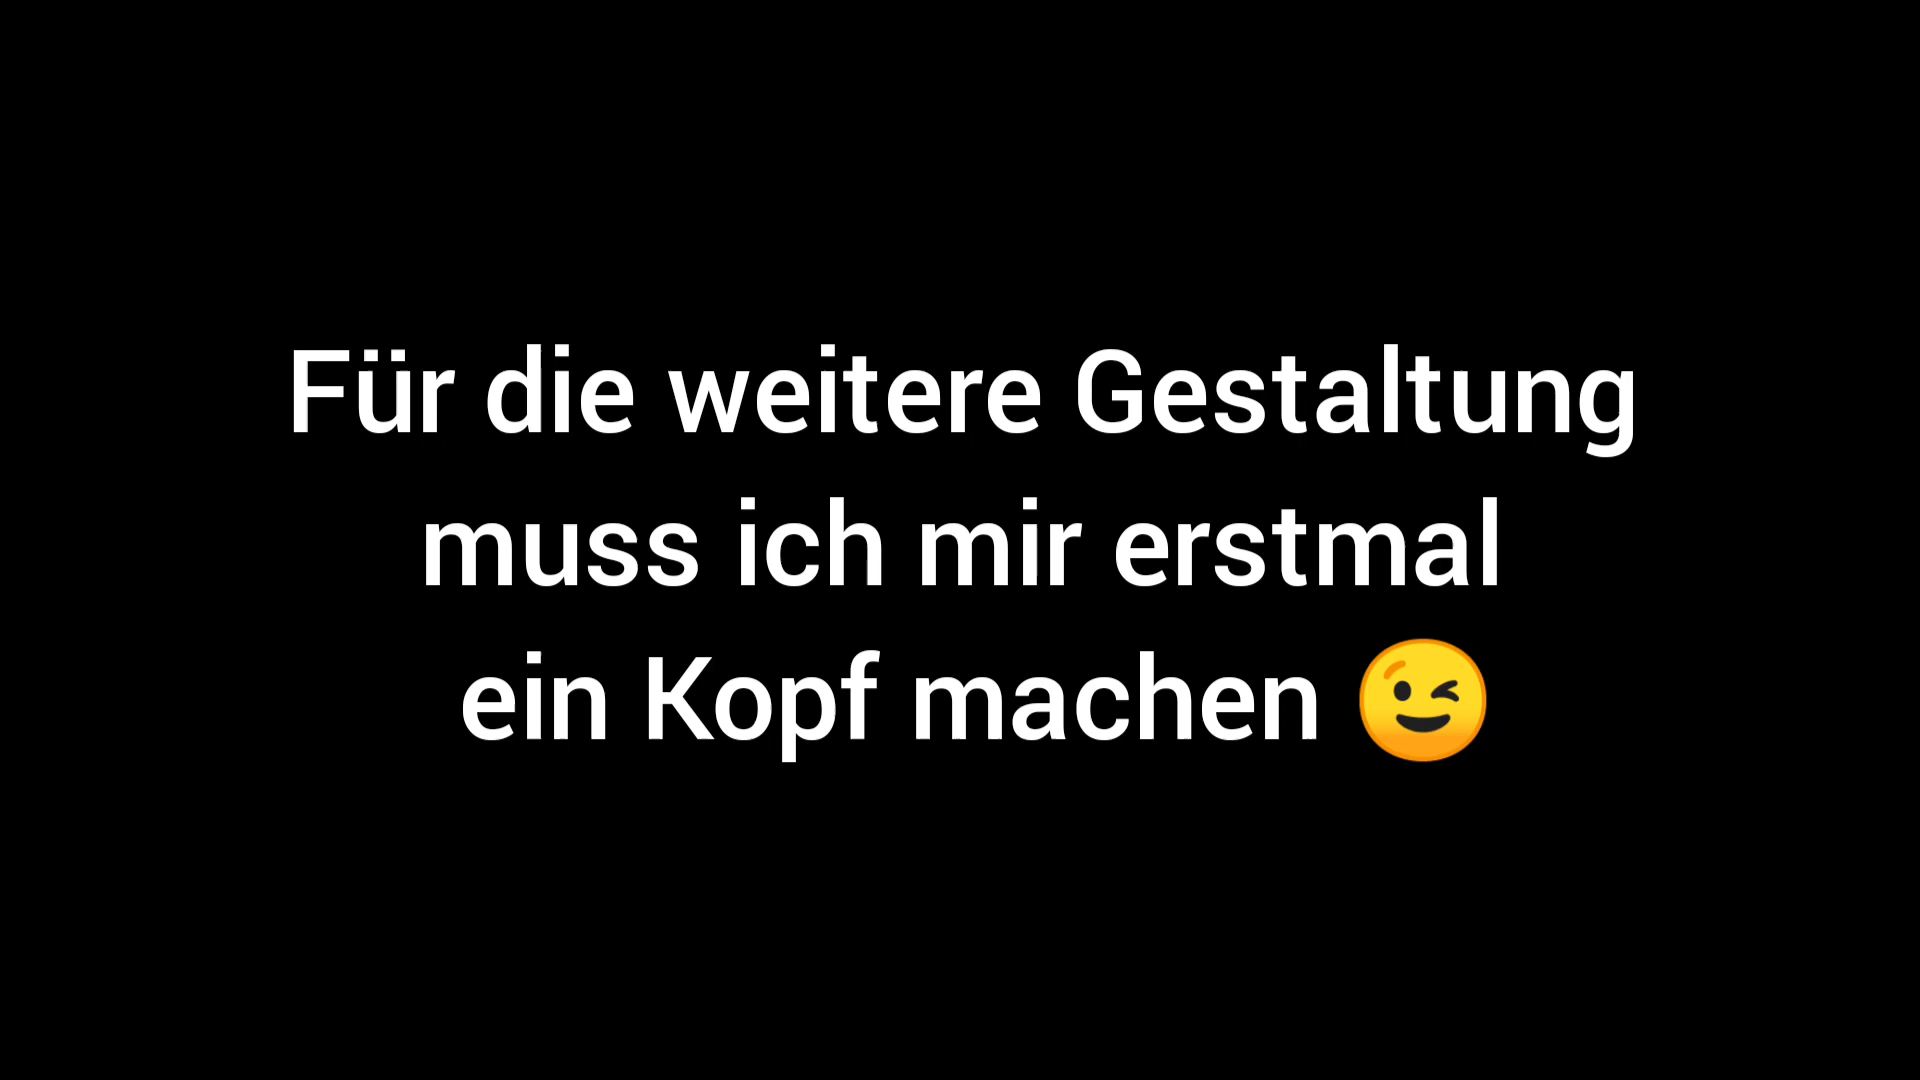 Für die weitere Gestaltung
muss ich mir erstmal
ein Kopf machen 😉